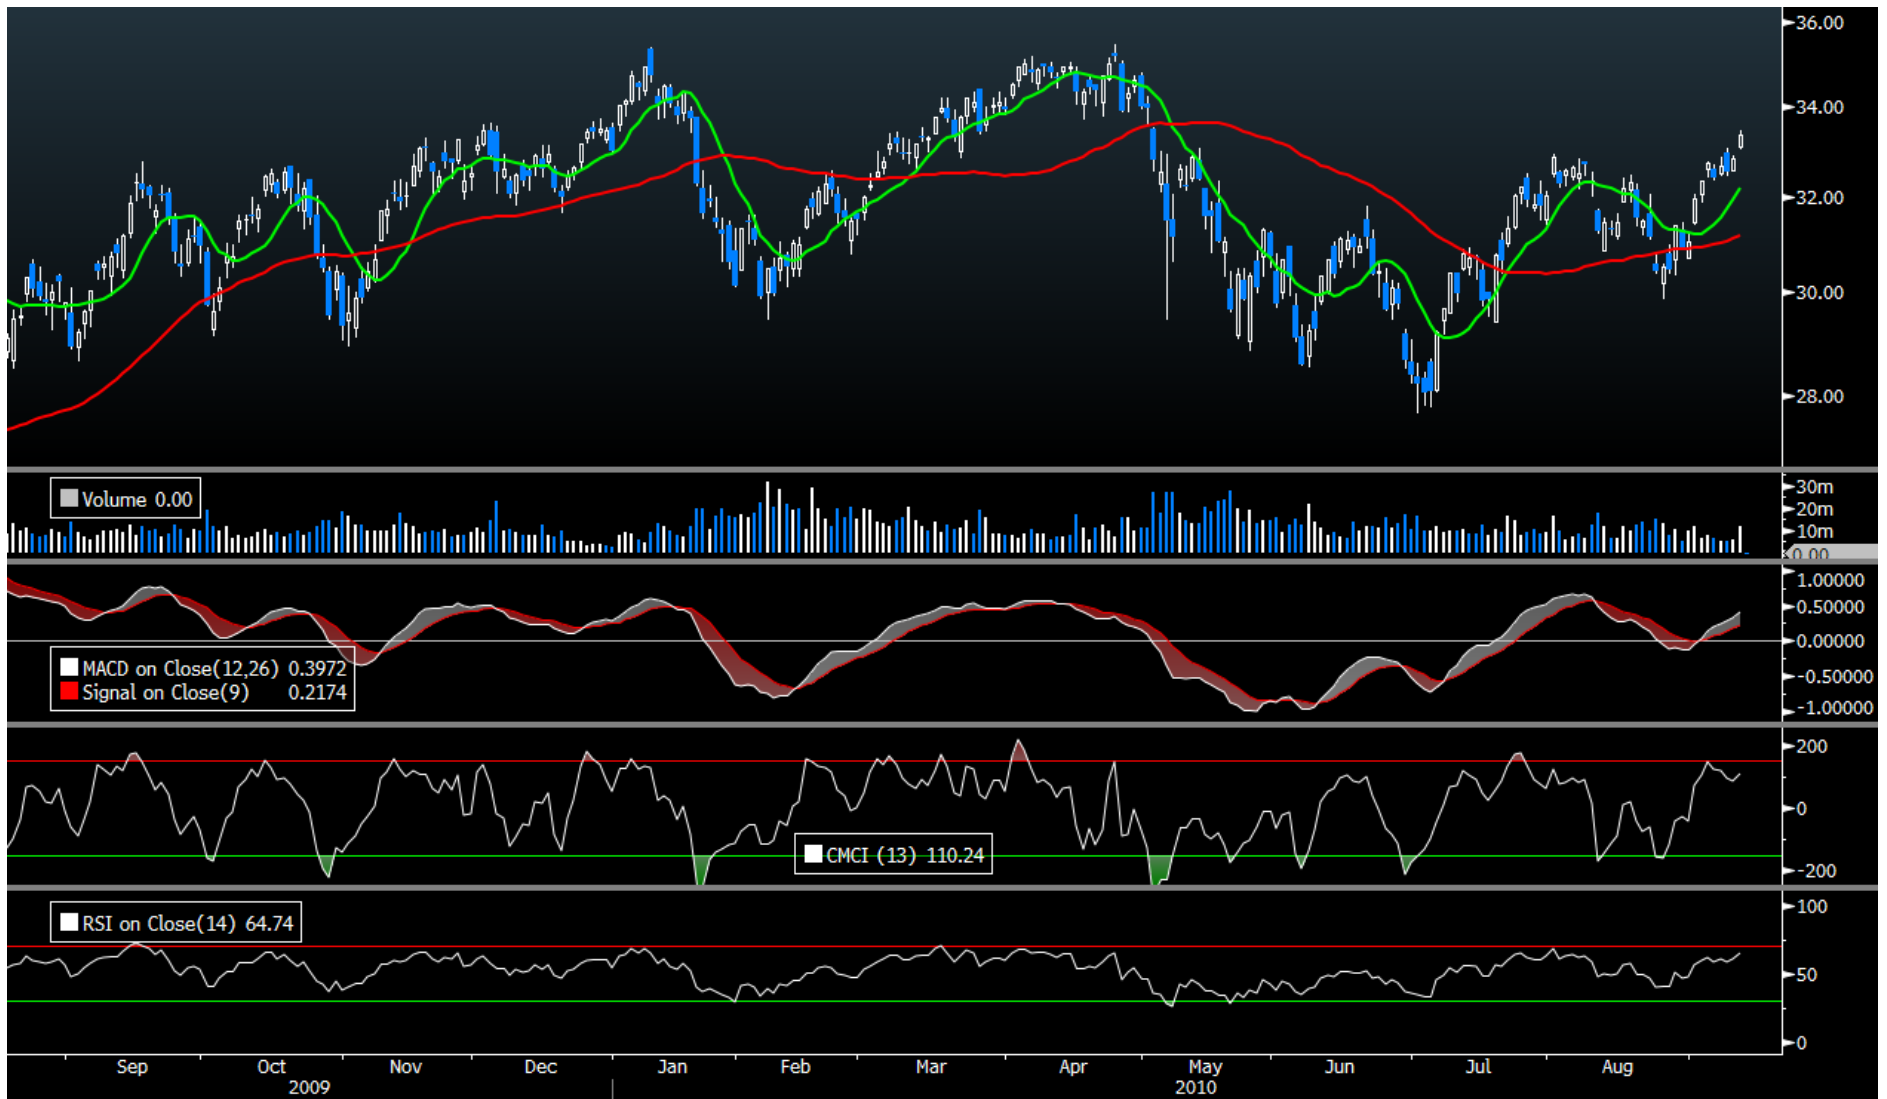 36.00
34.00
32.00
30.00
28.00
Volume 0.00
30m
20m
10m
0.00
1.00000
0.50000
0.00000
-0.50000
-1.00000
MACD on Close(12,26) 0.3972
Signal on Close(9) 0.2174
200
0
-200
CMCI (13) 110.24
RSI on Close(14) 64.74
100
50
0
Sep Oct Nov Dec Jan Feb Mar Apr May Jun Jul Aug
2009 2010